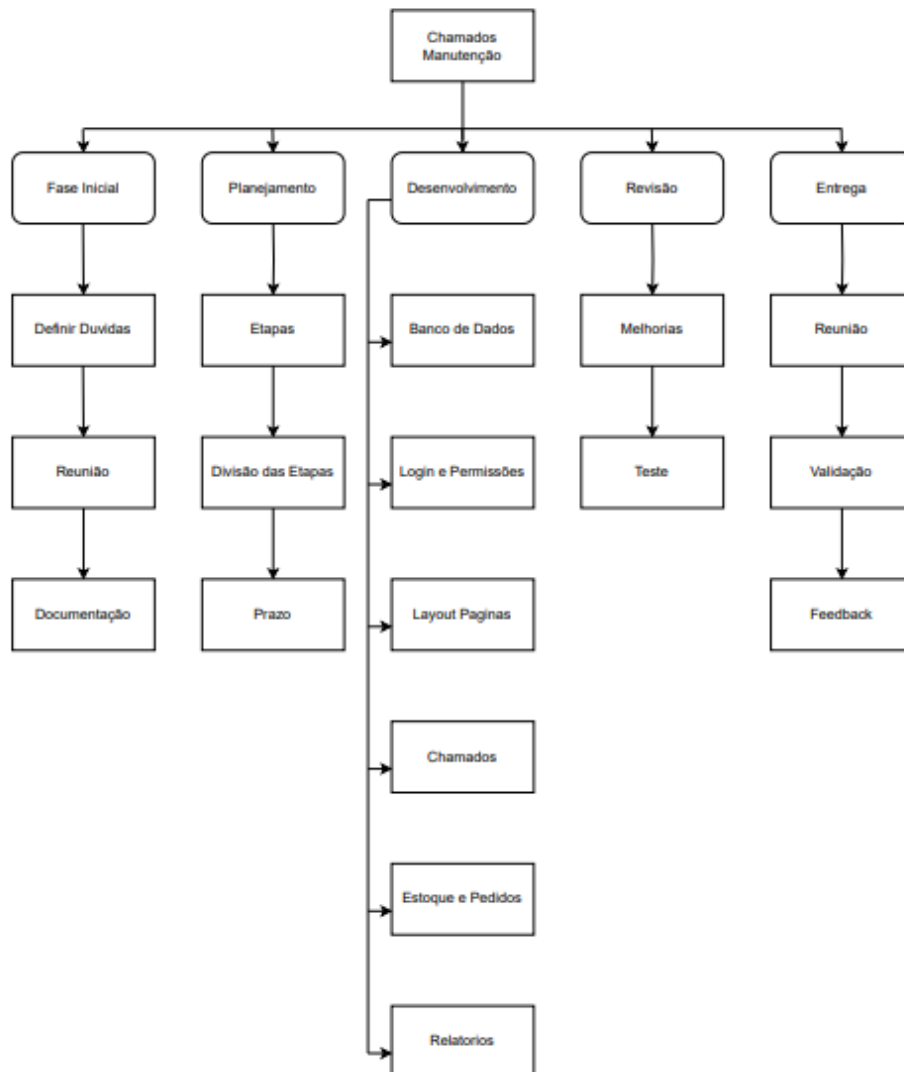 Chamados
Manutenção
Fase Inicial
Planejamento
Desenvolvimento
Revisão
Entrega
Definir Duvidas
Etapas
Banco de Dados
Melhorias
Reunião
Reunião
Divisão das Etapas
Login e Permissões
Teste
Validação
Documentação
Prazo
Layout Paginas
Feedback
Chamados
Estoque e Pedidos
Relatorios